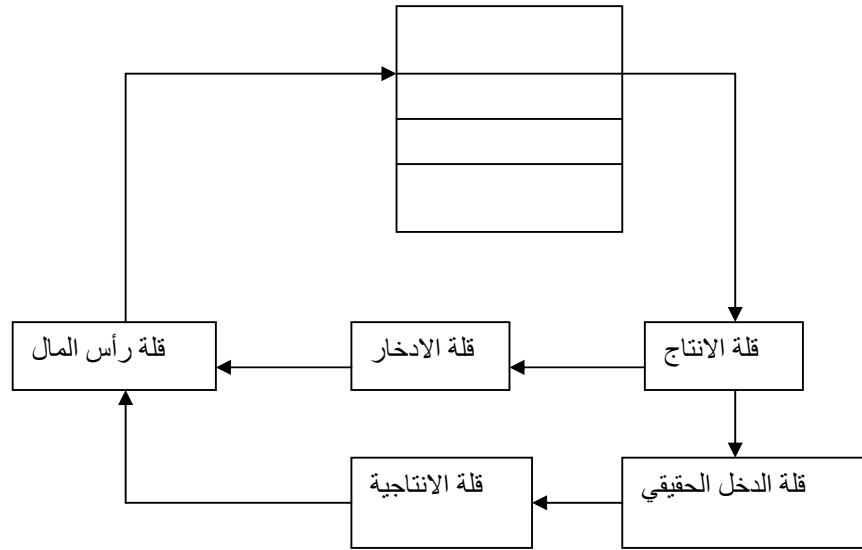 قلة الانتاج
قلة الادخار
قلة رأس المال
قلة الدخل الحقيقي
قلة الانتاجية